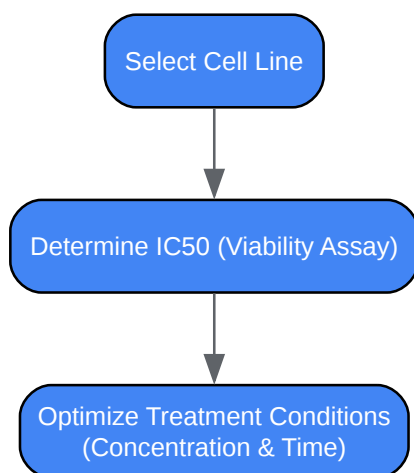 Select Cell Line
Determine IC50 (Viability Assay)
Optimize Treatment Conditions
(Concentration & Time)